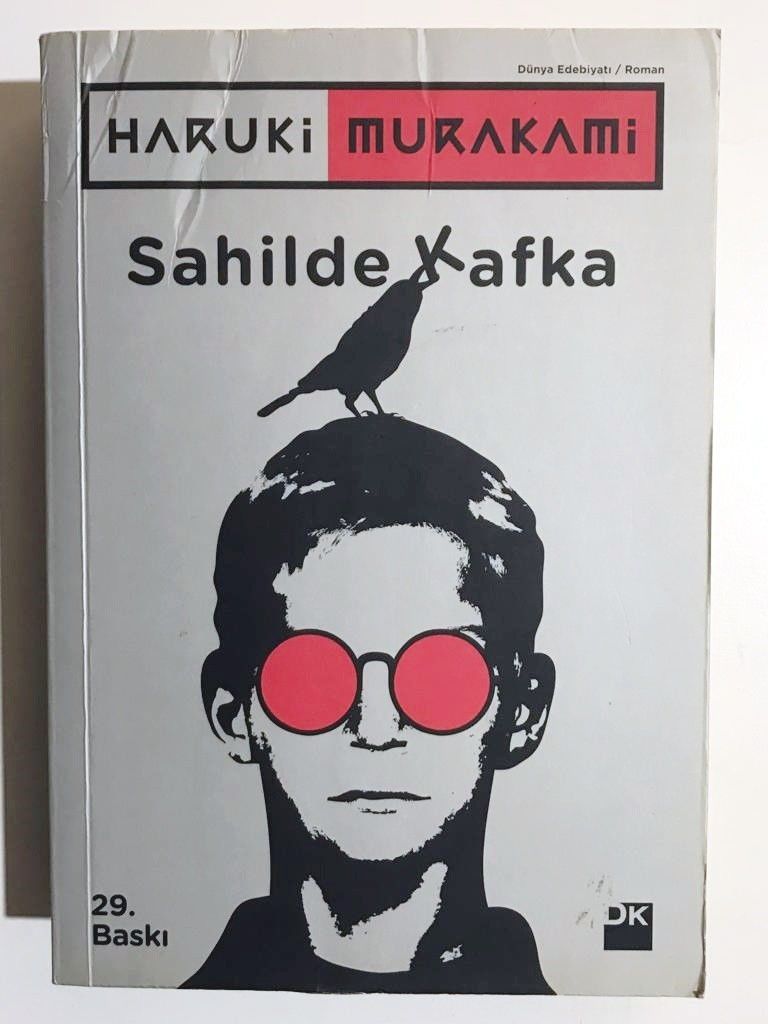 Dünya Edebiyatı / Roman
HARUKi MURAKAMi
Sahilde Kafka
29.
Baskı
DK